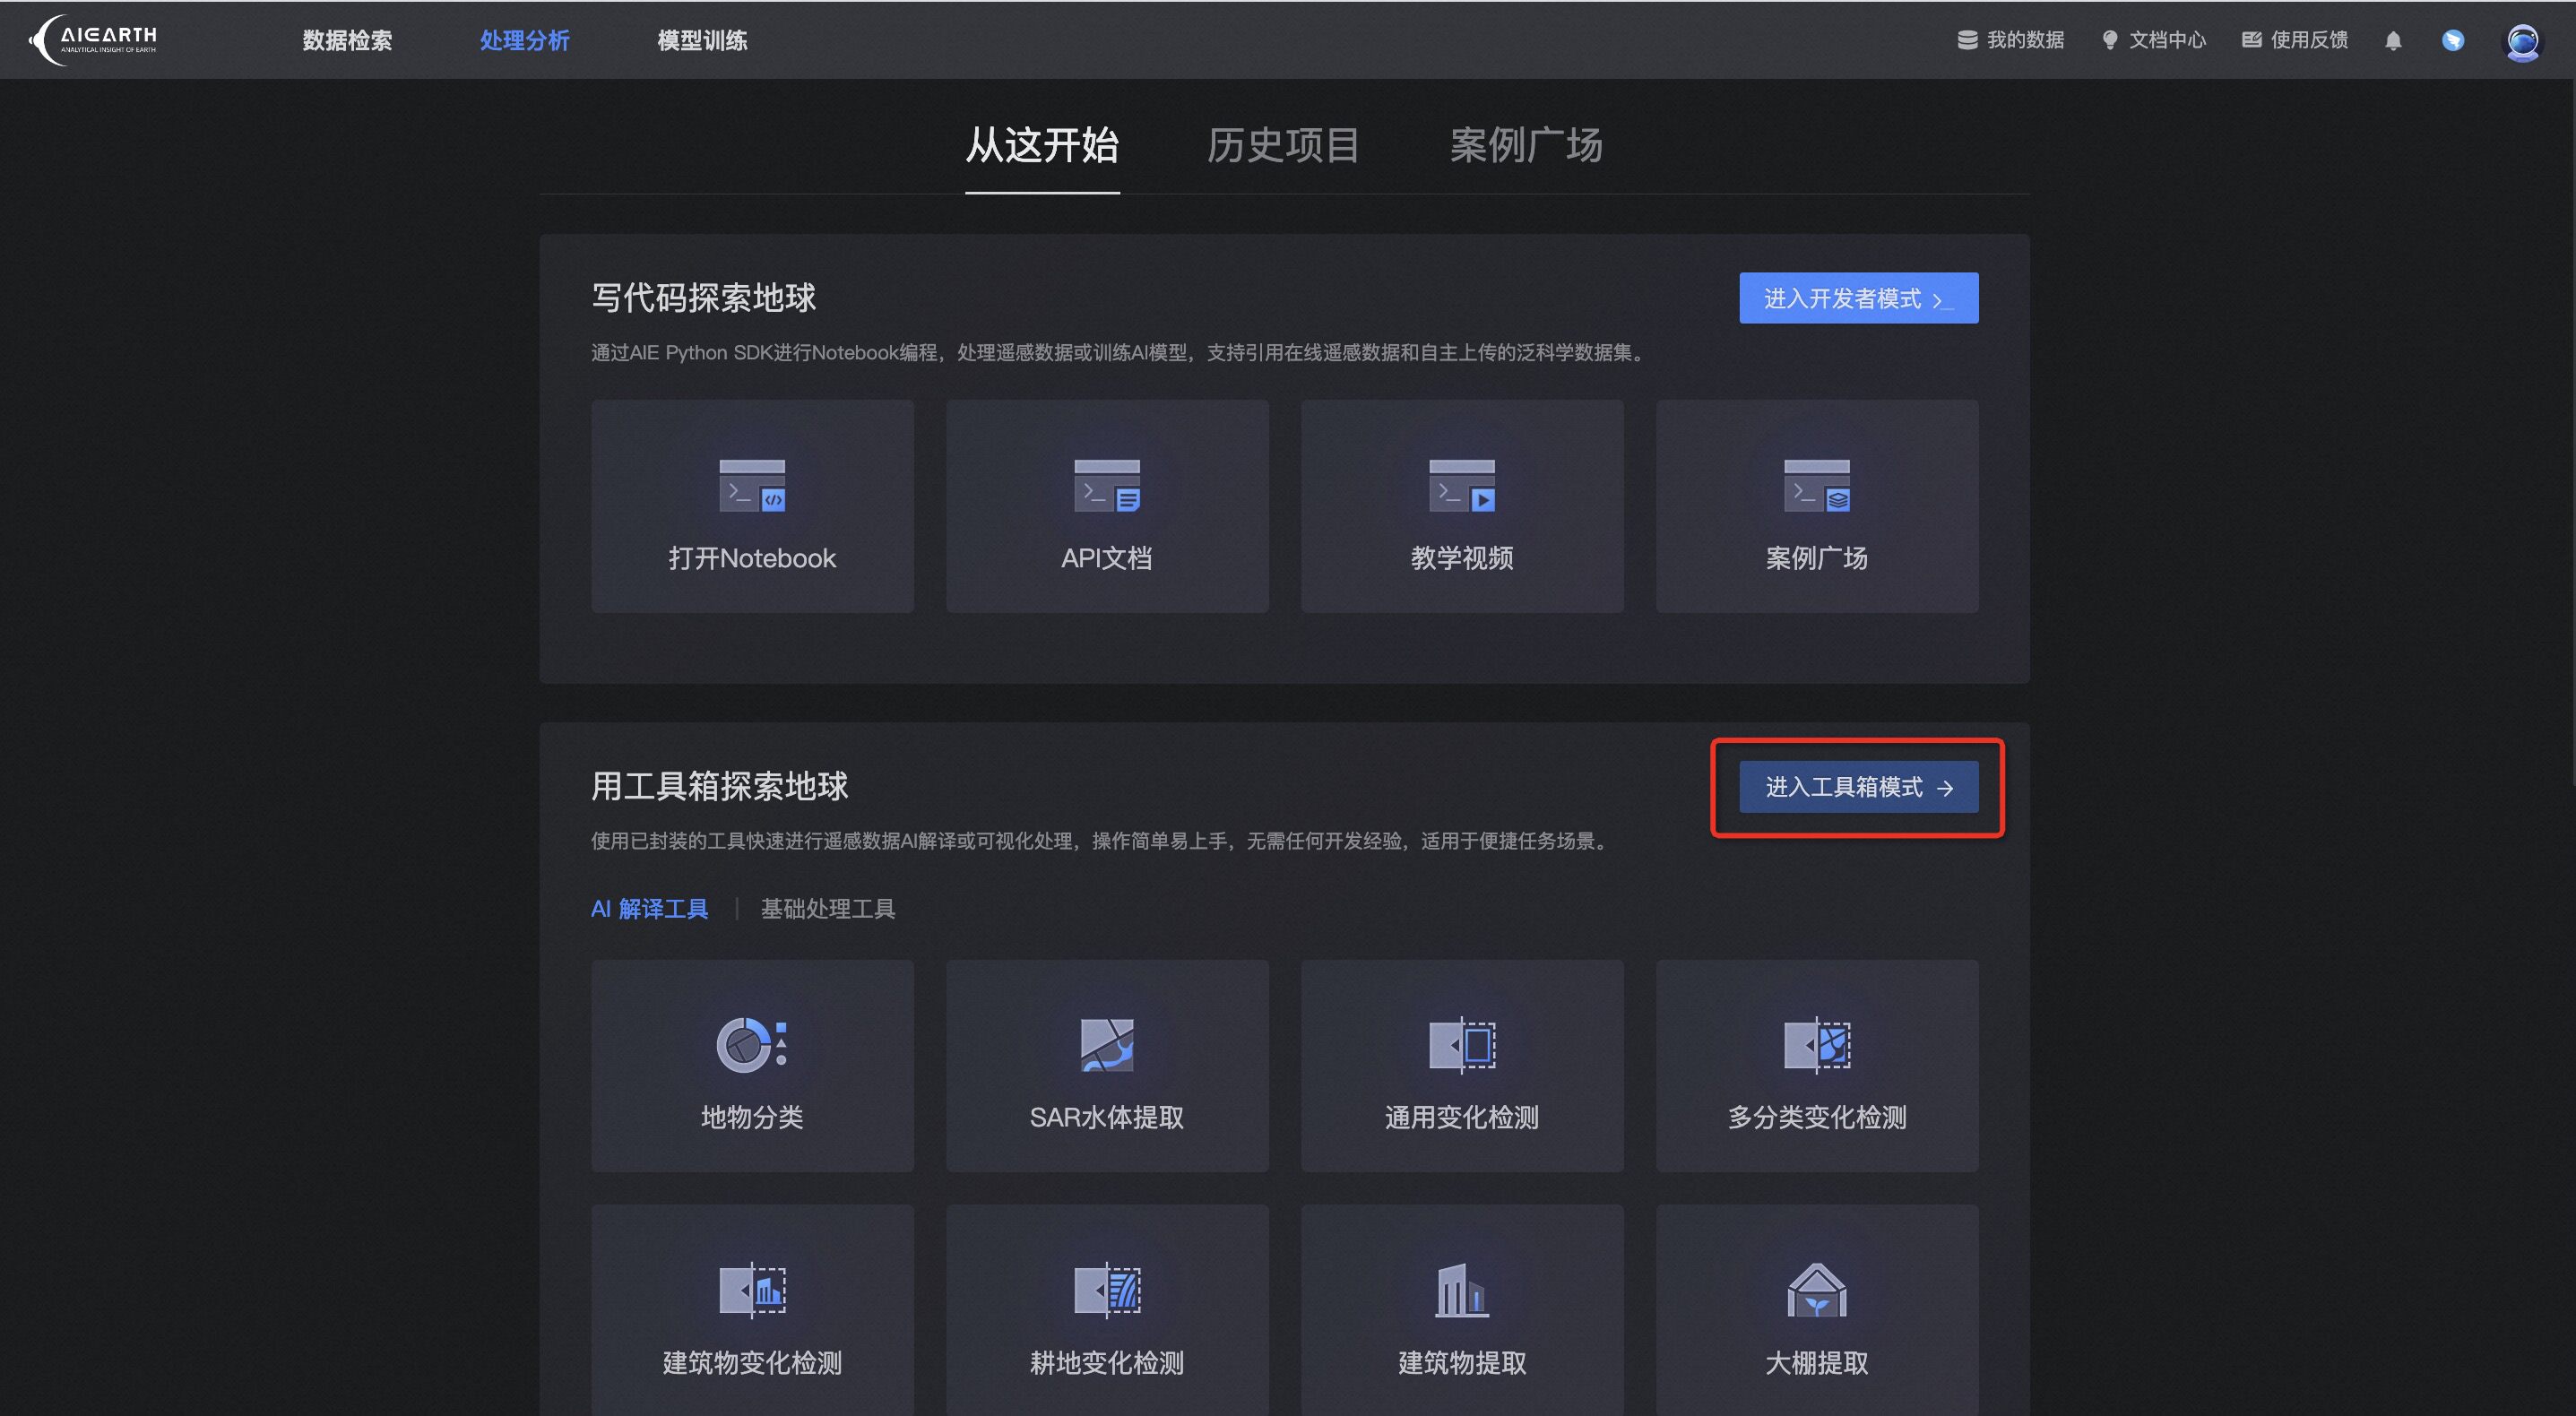 AIEARTH
ANALYTICAL INSIGHT OF EARTH
数据检索
处理分析
模型训练
我的数据
文档中心
使用反馈
从这开始
历史项目
案例广场
写代码探索地球
进入开发者模式 >_
通过AIE Python SDK进行Notebook编程，处理遥感数据或训练AI模型，支持引用在线遥感数据和自主上传的泛科学数据集。
打开Notebook
API文档
教学视频
案例广场
用工具箱探索地球
进入工具箱模式 →
使用已封装的工具快速进行遥感数据AI解译或可视化处理，操作简单易上手，无需任何开发经验，适用于便捷任务场景。
AI 解译工具
基础处理工具
地物分类
SAR水体提取
通用变化检测
多分类变化检测
建筑物变化检测
耕地变化检测
建筑物提取
大棚提取